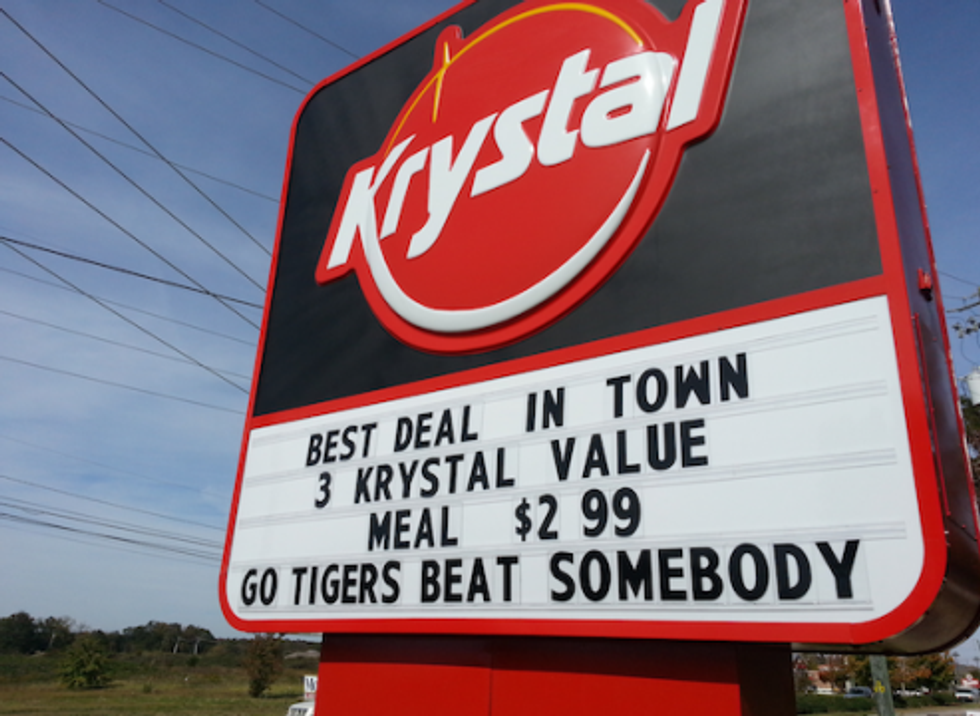 Krystal
BEST DEAL IN TOWN
3 KRYSTAL VALUE
MEAL $2 99
GO TIGERS BEAT SOMEBODY